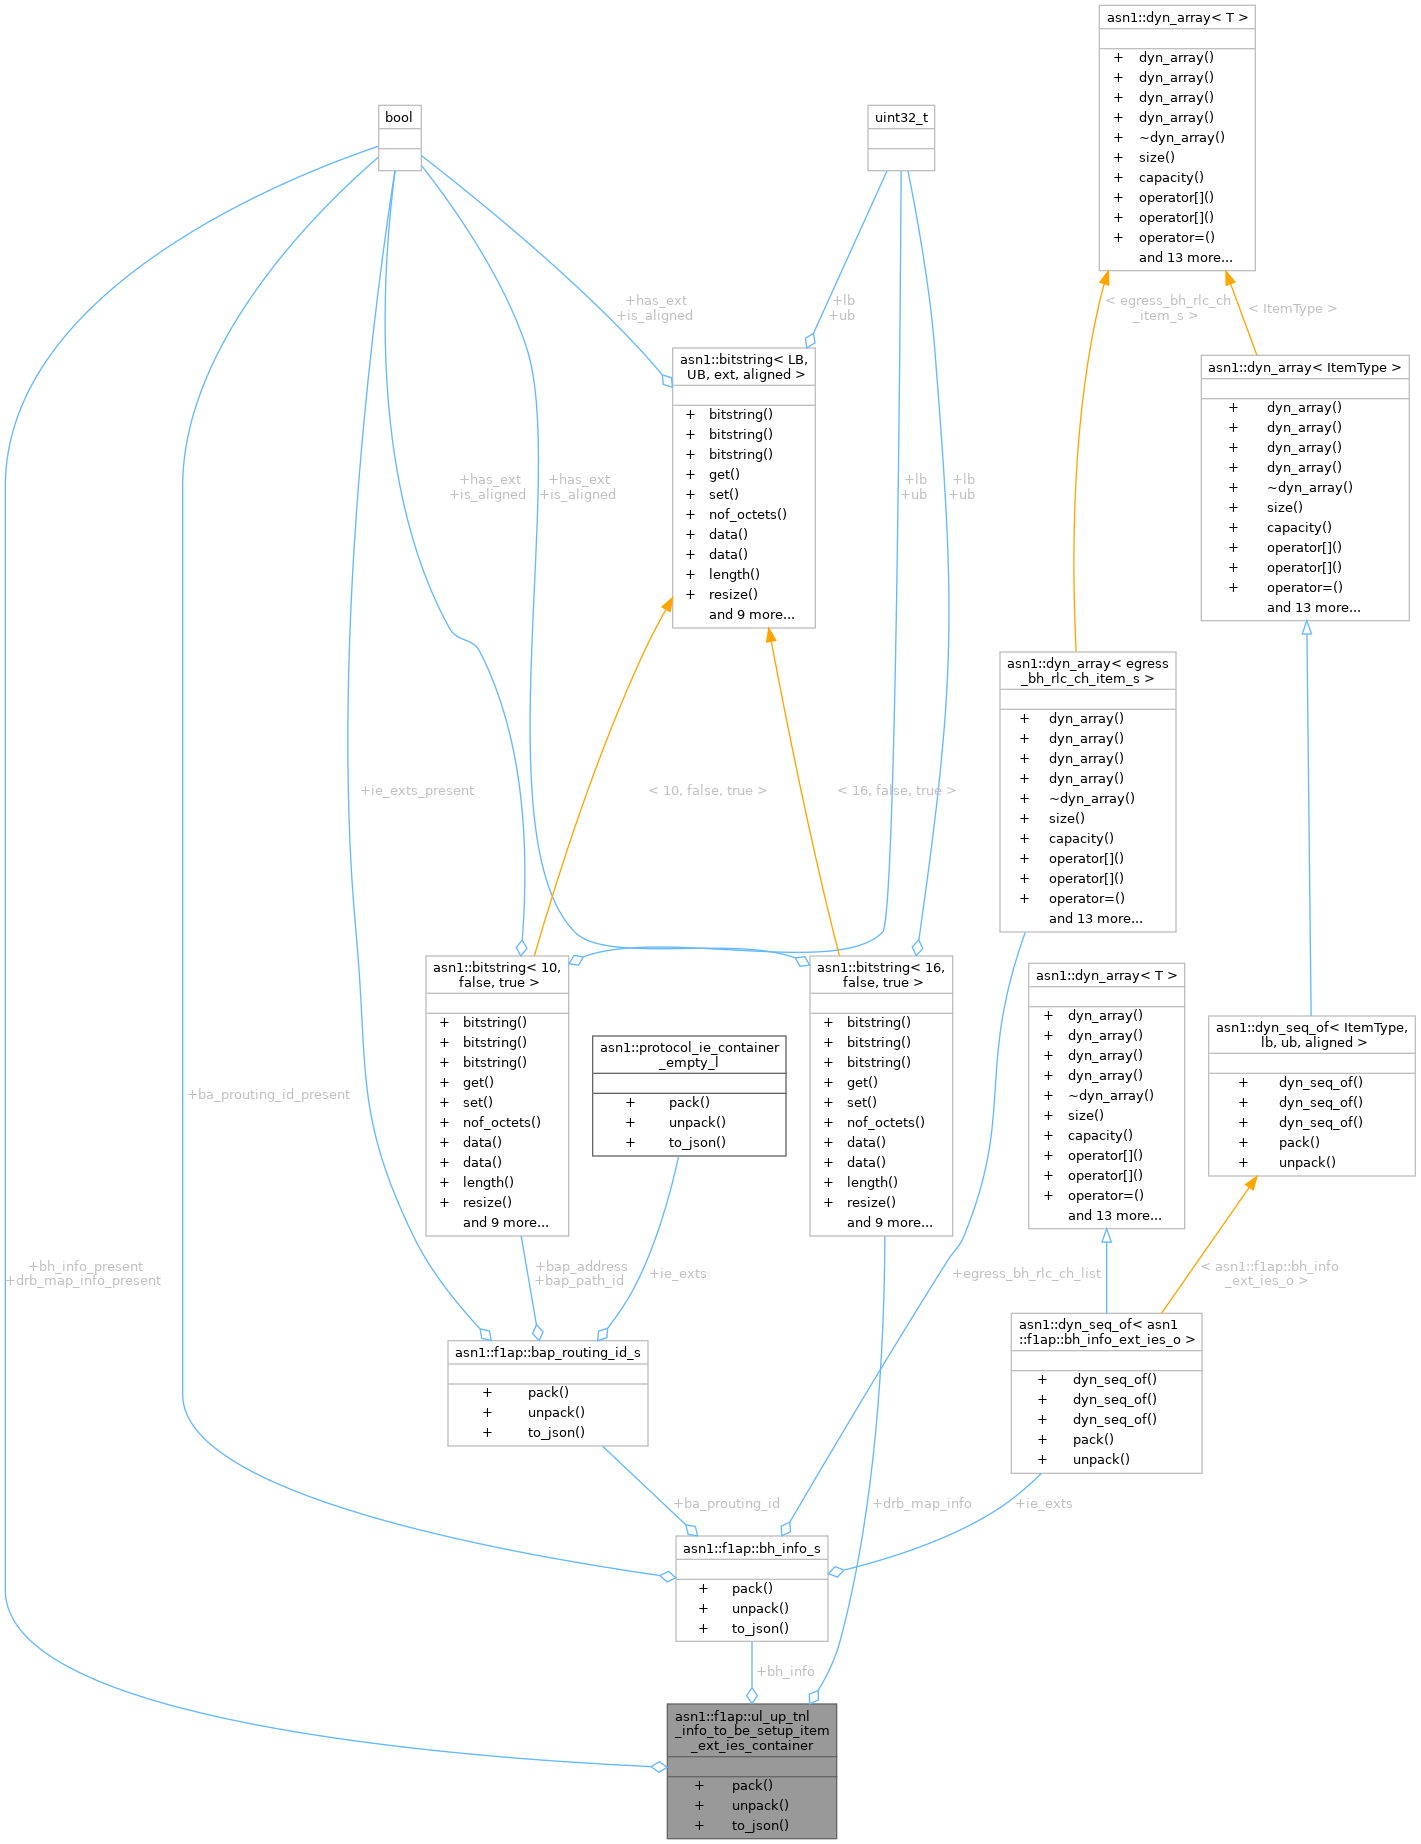 asn1::dyn_array< T >
+ dyn_array()
+ dyn_array()
+ dyn_array()
+ dyn_array()
+ ~dyn_array()
+ size()
+ capacity()
+ operator[]()
+ operator[]()
+ operator=()
and 13 more...
bool
uint32_t
< egress_bh_rlc_ch
_item_s >
< ItemType >
+has_ext
+is_aligned
+lb
+ub
asn1::bitstring< LB,
UB, ext, aligned >
+ bitstring()
+ bitstring()
+ bitstring()
+ get()
+ set()
+ nof_octets()
+ data()
+ data()
+ length()
+ resize()
and 9 more...
asn1::dyn_array< ItemType >
+ dyn_array()
+ dyn_array()
+ dyn_array()
+ dyn_array()
+ ~dyn_array()
+ size()
+ capacity()
+ operator[]()
+ operator[]()
+ operator=()
and 13 more...
+has_ext
+is_aligned
+has_ext
+is_aligned
+lb
+ub
+lb
+ub
asn1::dyn_array< egress
_bh_rlc_ch_item_s >
+ dyn_array()
+ dyn_array()
+ dyn_array()
+ dyn_array()
+ ~dyn_array()
+ size()
+ capacity()
+ operator[]()
+ operator[]()
+ operator=()
and 13 more...
+ie_exts_present
< 10, false, true >
< 16, false, true >
asn1::bitstring< 10,
false, true >
+ bitstring()
+ bitstring()
+ bitstring()
+ get()
+ set()
+ nof_octets()
+ data()
+ data()
+ length()
+ resize()
and 9 more...
asn1::protocol_ie_container
_empty_l
+ pack()
+ unpack()
+ to_json()
asn1::bitstring< 16,
false, true >
+ bitstring()
+ bitstring()
+ bitstring()
+ get()
+ set()
+ nof_octets()
+ data()
+ data()
+ length()
+ resize()
and 9 more...
asn1::dyn_array< T >
+ dyn_array()
+ dyn_array()
+ dyn_array()
+ dyn_array()
+ ~dyn_array()
+ size()
+ capacity()
+ operator[]()
+ operator[]()
+ operator=()
and 13 more...
asn1::dyn_seq_of< ItemType,
lb, ub, aligned >
+ dyn_seq_of()
+ dyn_seq_of()
+ dyn_seq_of()
+ pack()
+ unpack()
+ba_prouting_id_present
+bh_info_present
+drb_map_info_present
+bap_address
+bap_path_id
+ie_exts
+egress_bh_rlc_ch_list
< asn1::f1ap::bh_info
_ext_ies_o >
asn1::f1ap::bap_routing_id_s
+ pack()
+ unpack()
+ to_json()
asn1::dyn_seq_of< asn1
::f1ap::bh_info_ext_ies_o >
+ dyn_seq_of()
+ dyn_seq_of()
+ dyn_seq_of()
+ pack()
+ unpack()
+ba_prouting_id
+drb_map_info
+ie_exts
asn1::f1ap::bh_info_s
+ pack()
+ unpack()
+ to_json()
+bh_info
asn1::f1ap::ul_up_tnl
_info_to_be_setup_item
_ext_ies_container
+ pack()
+ unpack()
+ to_json()